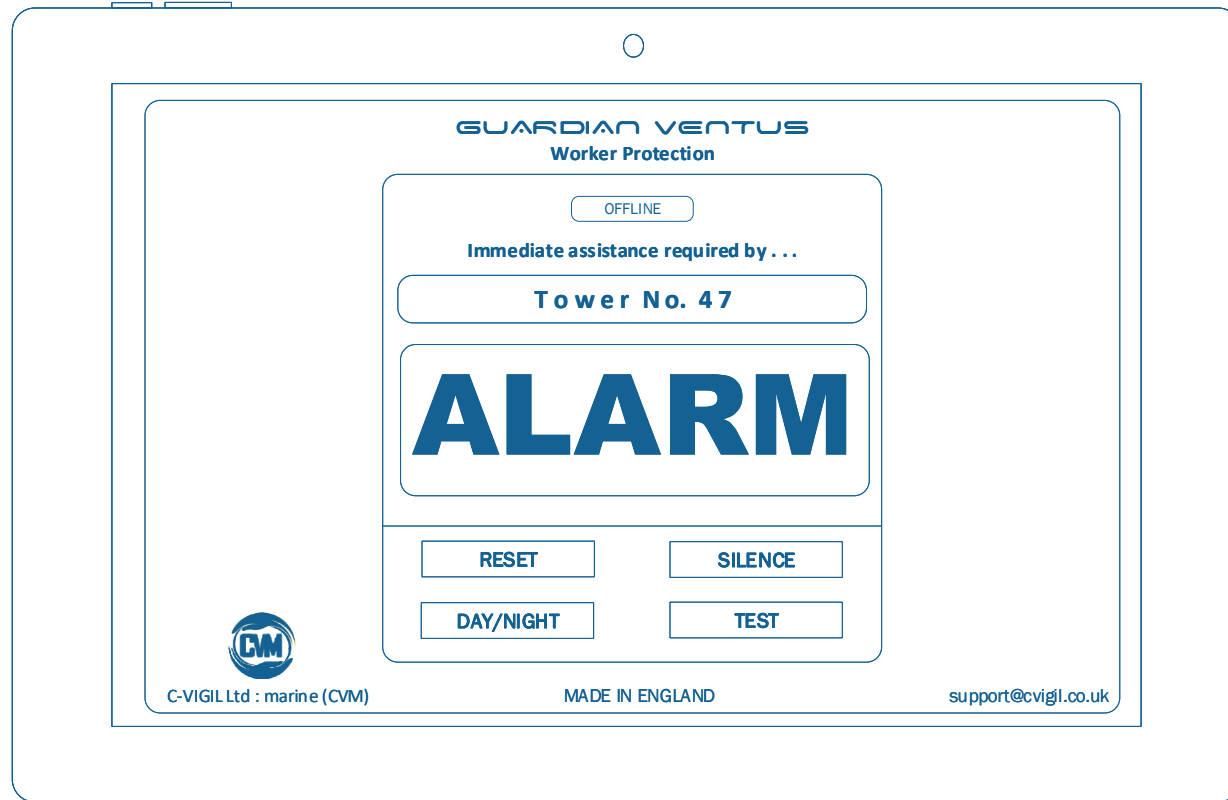 GUARDIAN VENTUS
Worker Protection
OFFLINE
Immediate assistance required by . . .
Tower No. 47
ALARM
RESET
SILENCE
DAY/NIGHT
TEST
CVM
C-VIGIL Ltd : marine (CVM)
MADE IN ENGLAND
support@cvigil.co.uk